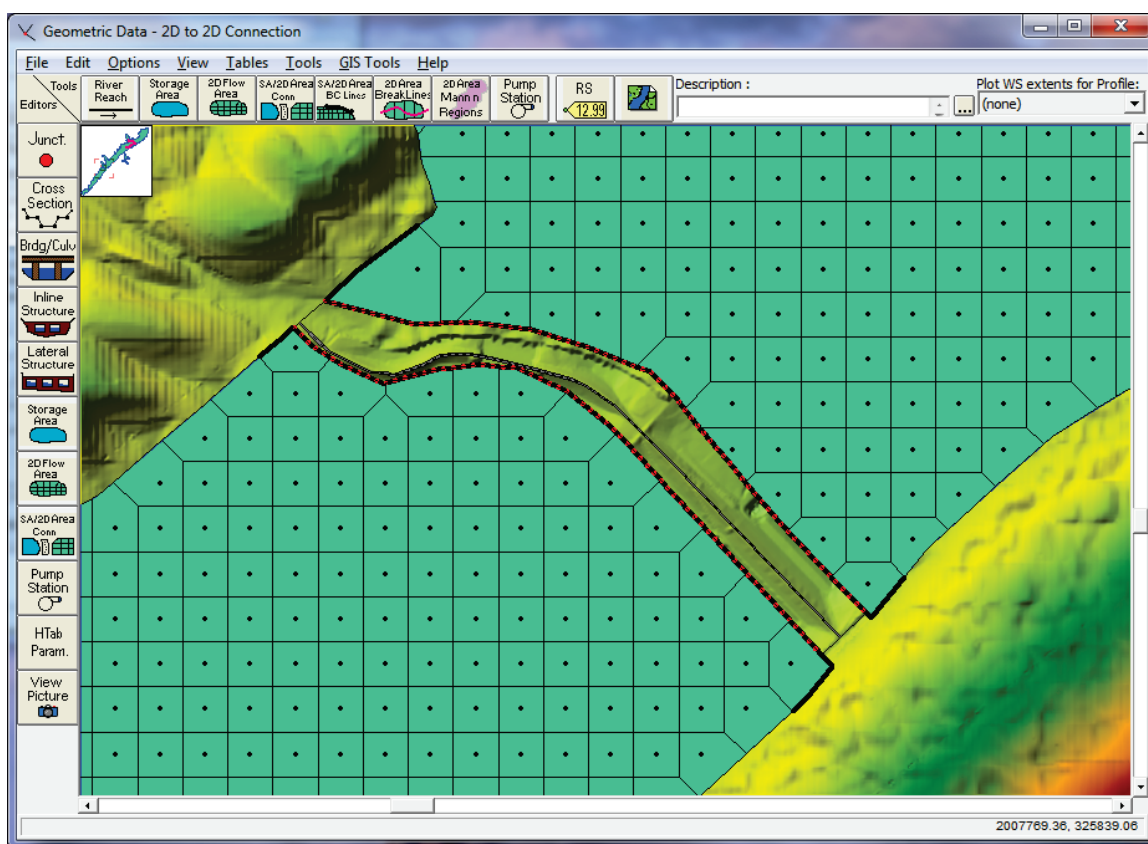 Geometric Data - 2D to 2D Connection
File Edit Options View Tables Tools GIS Tools Help
Tools
Editors
River
Reach
Storage
Area
2D Flow
Area
SA/2D Area
Conn
SA/2D Area
BC Lines
2D Area
BreakLines
2D Area
Mann n
Regions
Pump
Station
RS
12.99
Description :
...
Plot WS extents for Profile:
(none)
Junct.
Cross
Section
Brdg/Culv
Inline
Structure
Lateral
Structure
Storage
Area
2D Flow
Area
SA/2D Area
Conn
Pump
Station
HTab
Param.
View
Picture
2007769.36, 325839.06